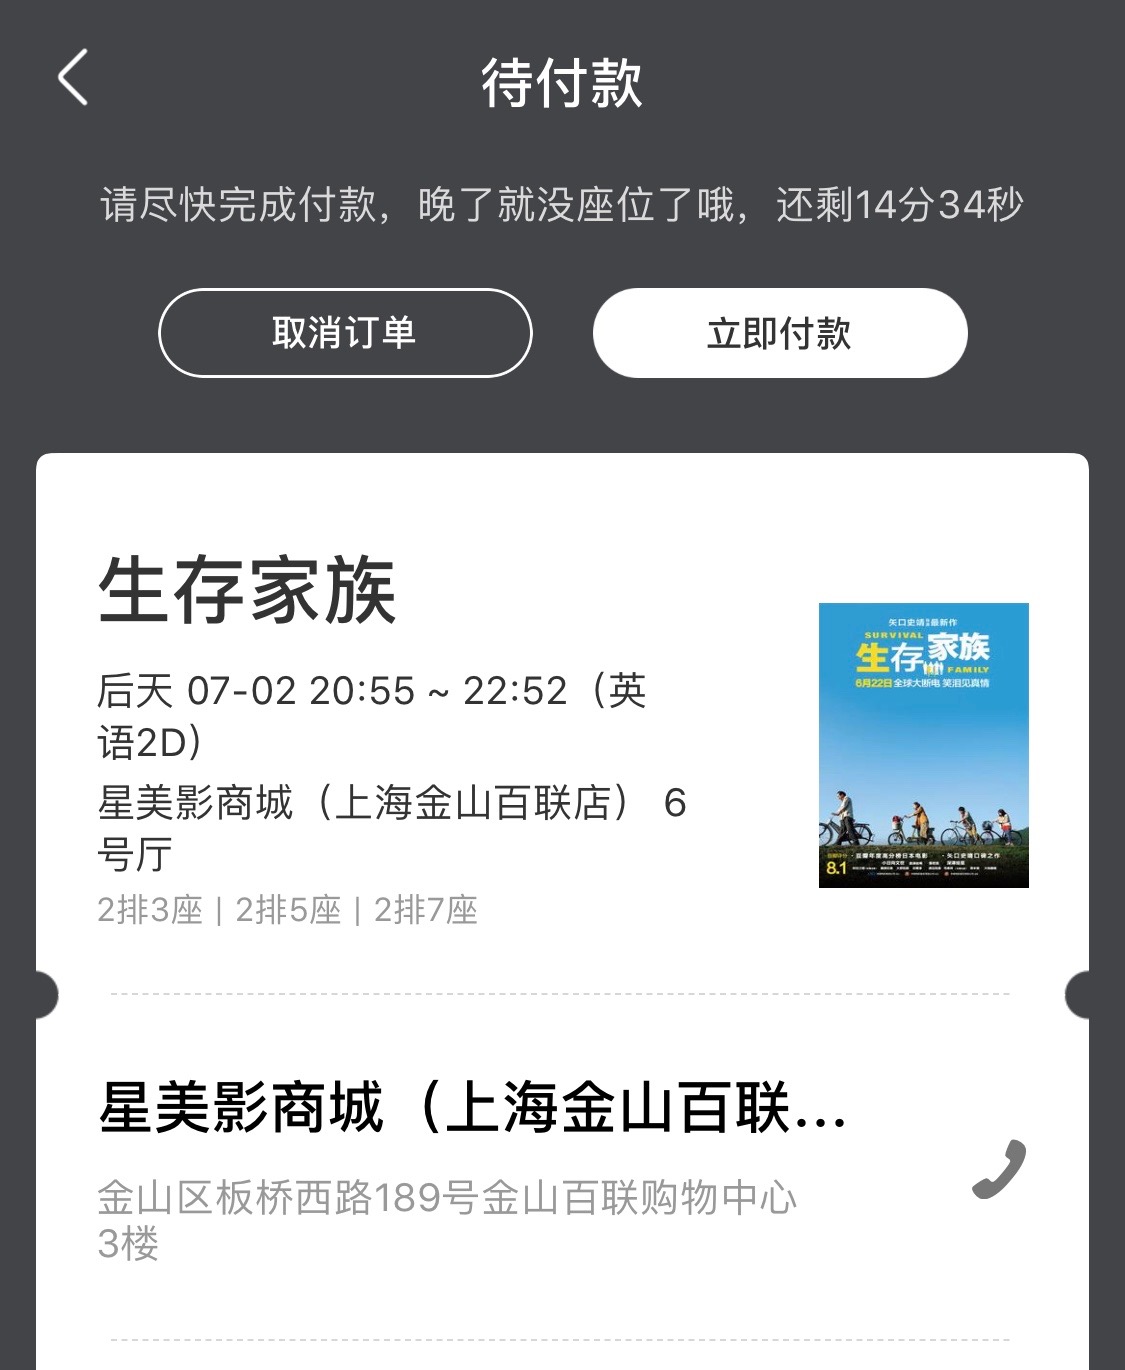 待付款
请尽快完成付款，晚了就没座位了哦，还剩14分34秒
取消订单
立即付款
生存家族
后天 07-02 20:55 ~ 22:52（英
语2D）
星美影商城（上海金山百联店） 6
号厅
2排3座 | 2排5座 | 2排7座
矢口史靖
最新作
SURVIVAL
生存家族
FAMILY
6月22日全球大断电 笑泪见真情
8.1
星美影商城（上海金山百联...
金山区板桥西路189号金山百联购物中心
3楼